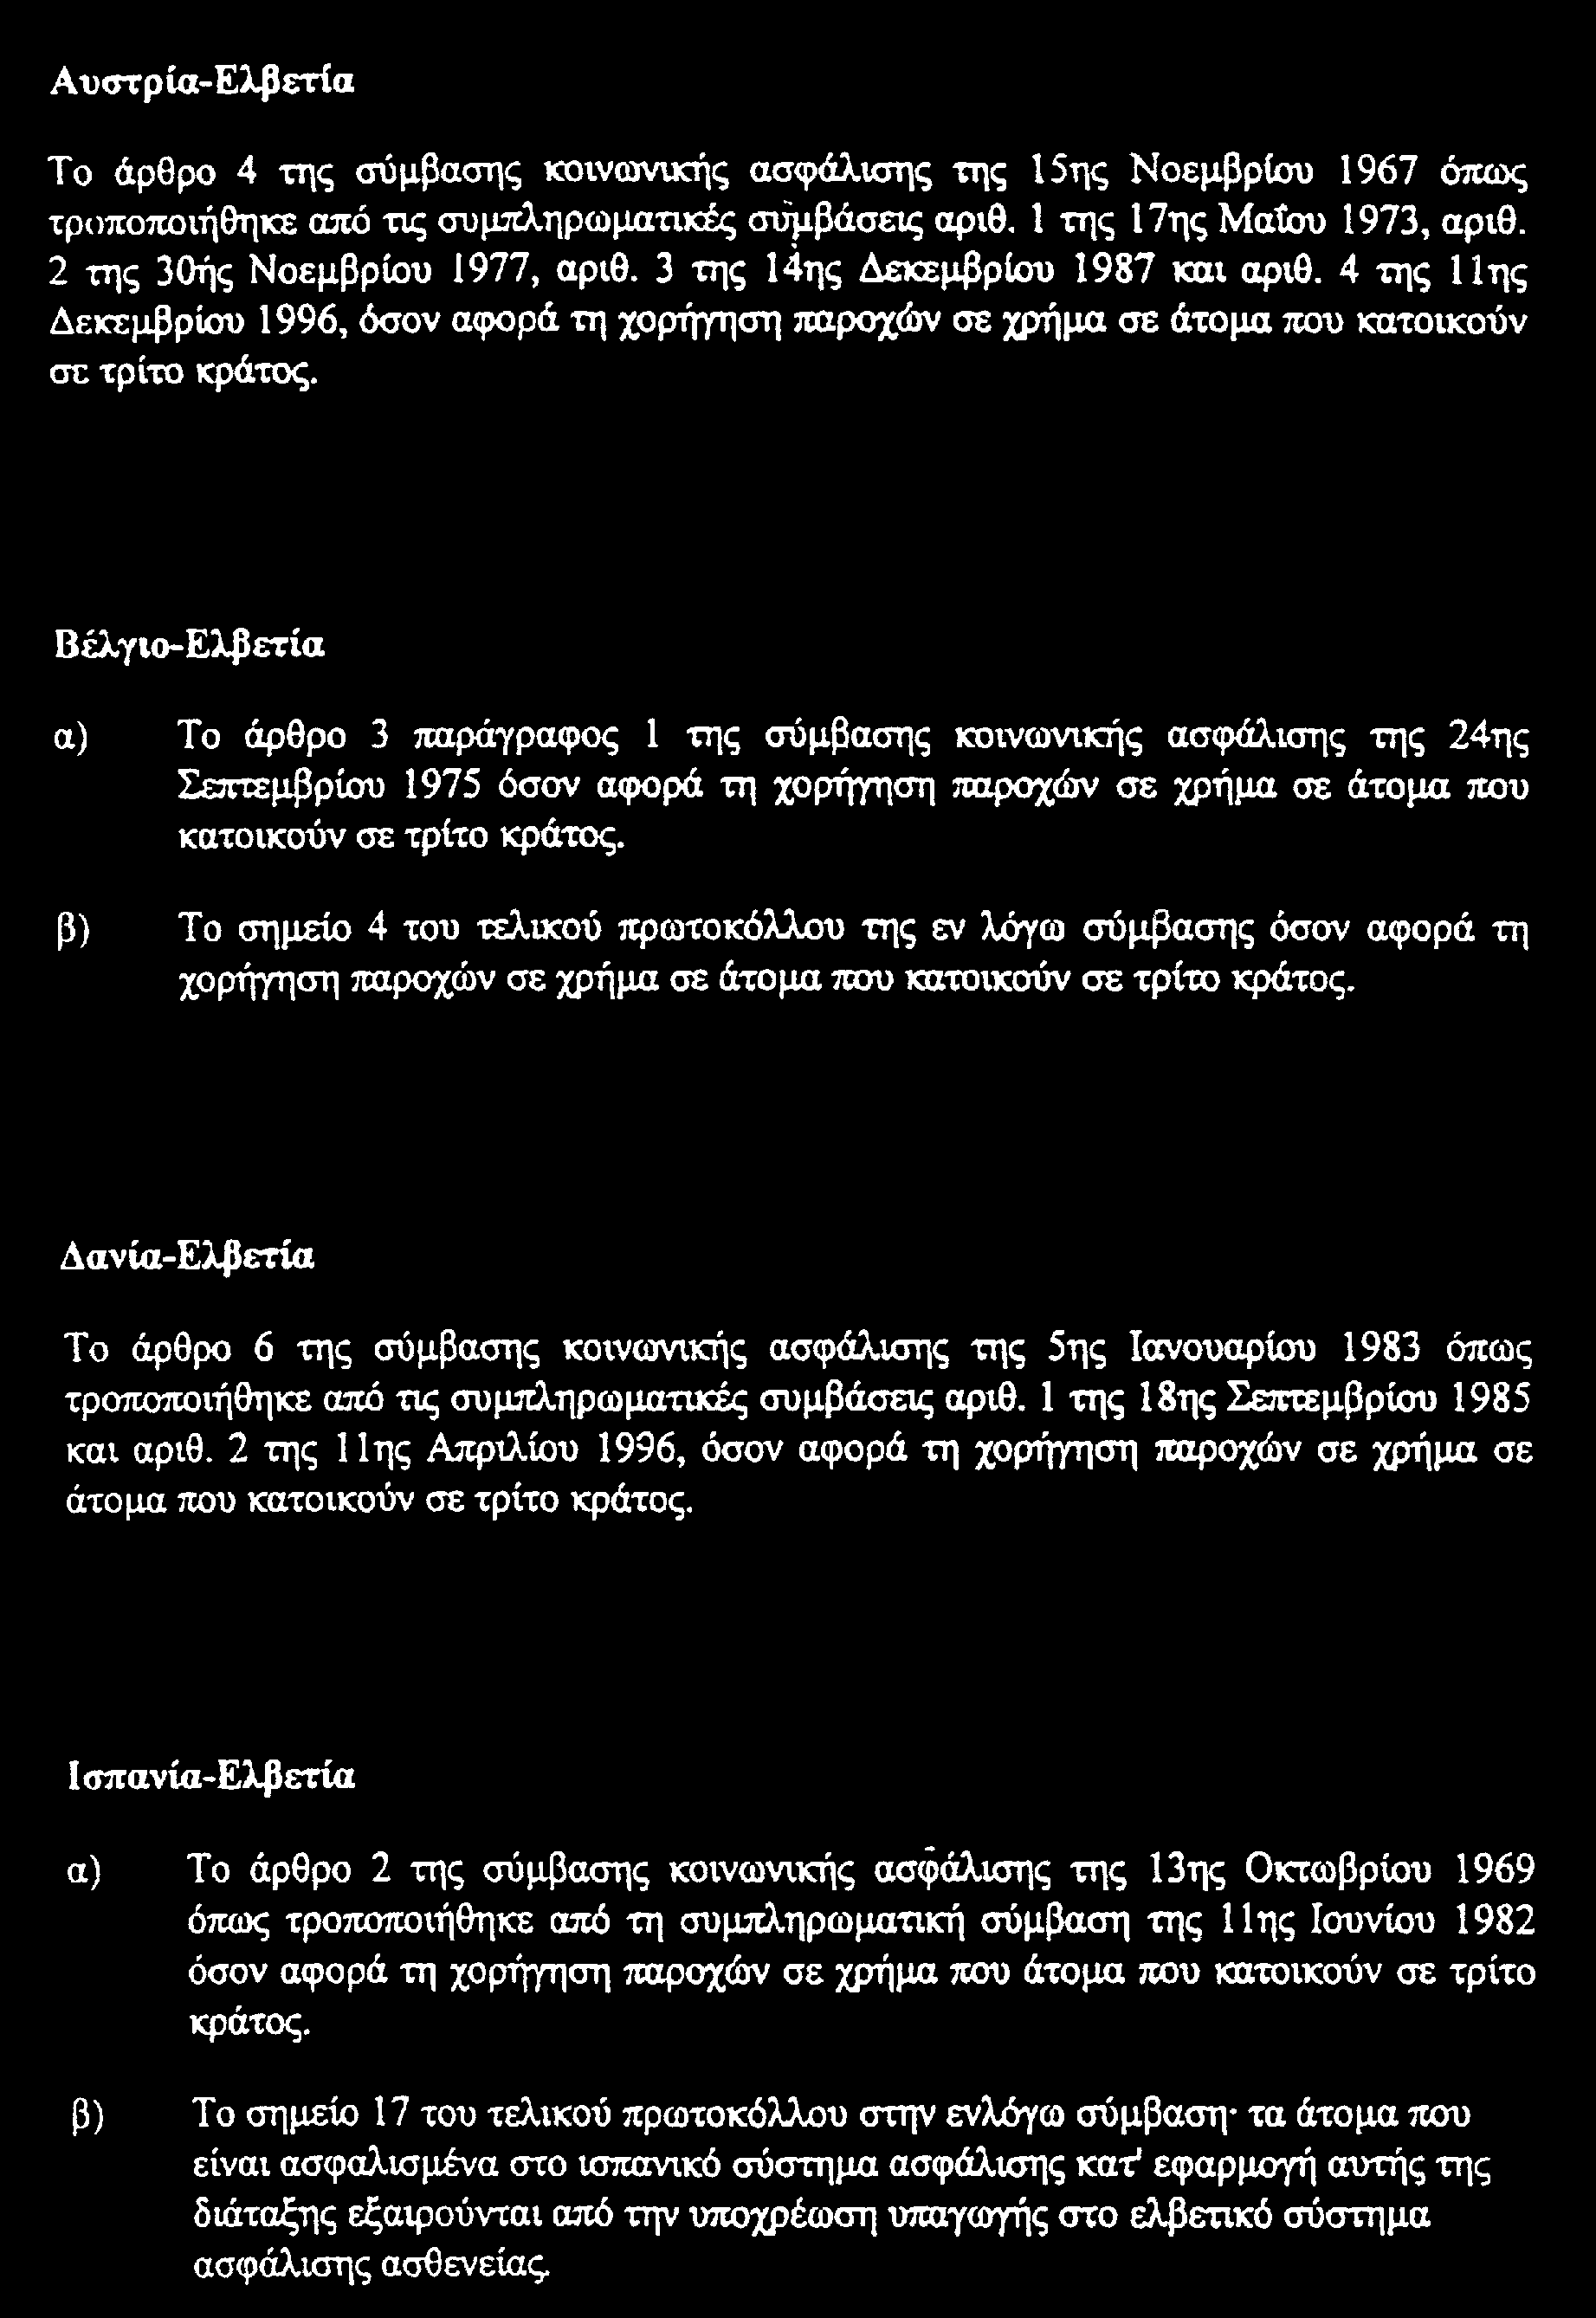 Αυστρία-Ελβετία
Το άρθρο 4 της σύμβασης κοινωνικής ασφάλισης της 15ης Νοεμβρίου 1967 όπως
τροποποιήθηκε από τις συμπληρωματικές συμβάσεις αριθ. 1 της 17ης Μαΐου 1973, αριθ.
2 της 30ής Νοεμβρίου 1977, αριθ. 3 της 14ης Δεκεμβρίου 1987 και αριθ. 4 της 11ης
Δεκεμβρίου 1996, όσον αφορά τη χορήγηση παροχών σε χρήμα σε άτομα που κατοικούν
σε τρίτο κράτος.
Βέλγιο-Ελβετία
α) Το άρθρο 3 παράγραφος 1 της σύμβασης κοινωνικής ασφάλισης της 24ης
Σεπτεμβρίου 1975 όσον αφορά τη χορήγηση παροχών σε χρήμα σε άτομα που
κατοικούν σε τρίτο κράτος.
β) Το σημείο 4 του τελικού πρωτοκόλλου της εν λόγω σύμβασης όσον αφορά τη
χορήγηση παροχών σε χρήμα σε άτομα που κατοικούν σε τρίτο κράτος.
Δανία-Ελβετία
Το άρθρο 6 της σύμβασης κοινωνικής ασφάλισης της 5ης Ιανουαρίου 1983 όπως
τροποποιήθηκε από τις συμπληρωματικές συμβάσεις αριθ. 1 της 18ης Σεπτεμβρίου 1985
και αριθ. 2 της 11ης Απριλίου 1996, όσον αφορά τη χορήγηση παροχών σε χρήμα σε
άτομα που κατοικούν σε τρίτο κράτος.
Ισπανία-Ελβετία
α) Το άρθρο 2 της σύμβασης κοινωνικής ασφάλισης της 13ης Οκτωβρίου 1969
όπως τροποποιήθηκε από τη συμπληρωματική σύμβαση της 11ης Ιουνίου 1982
όσον αφορά τη χορήγηση παροχών σε χρήμα που άτομα που κατοικούν σε τρίτο
κράτος.
β) Το σημείο 17 του τελικού πρωτοκόλλου στην ενλόγω σύμβαση· τα άτομα που
είναι ασφαλισμένα στο ισπανικό σύστημα ασφάλισης κατ' εφαρμογή αυτής της
διάταξης εξαιρούνται από την υποχρέωση υπαγωγής στο ελβετικό σύστημα
ασφάλισης ασθενείας.